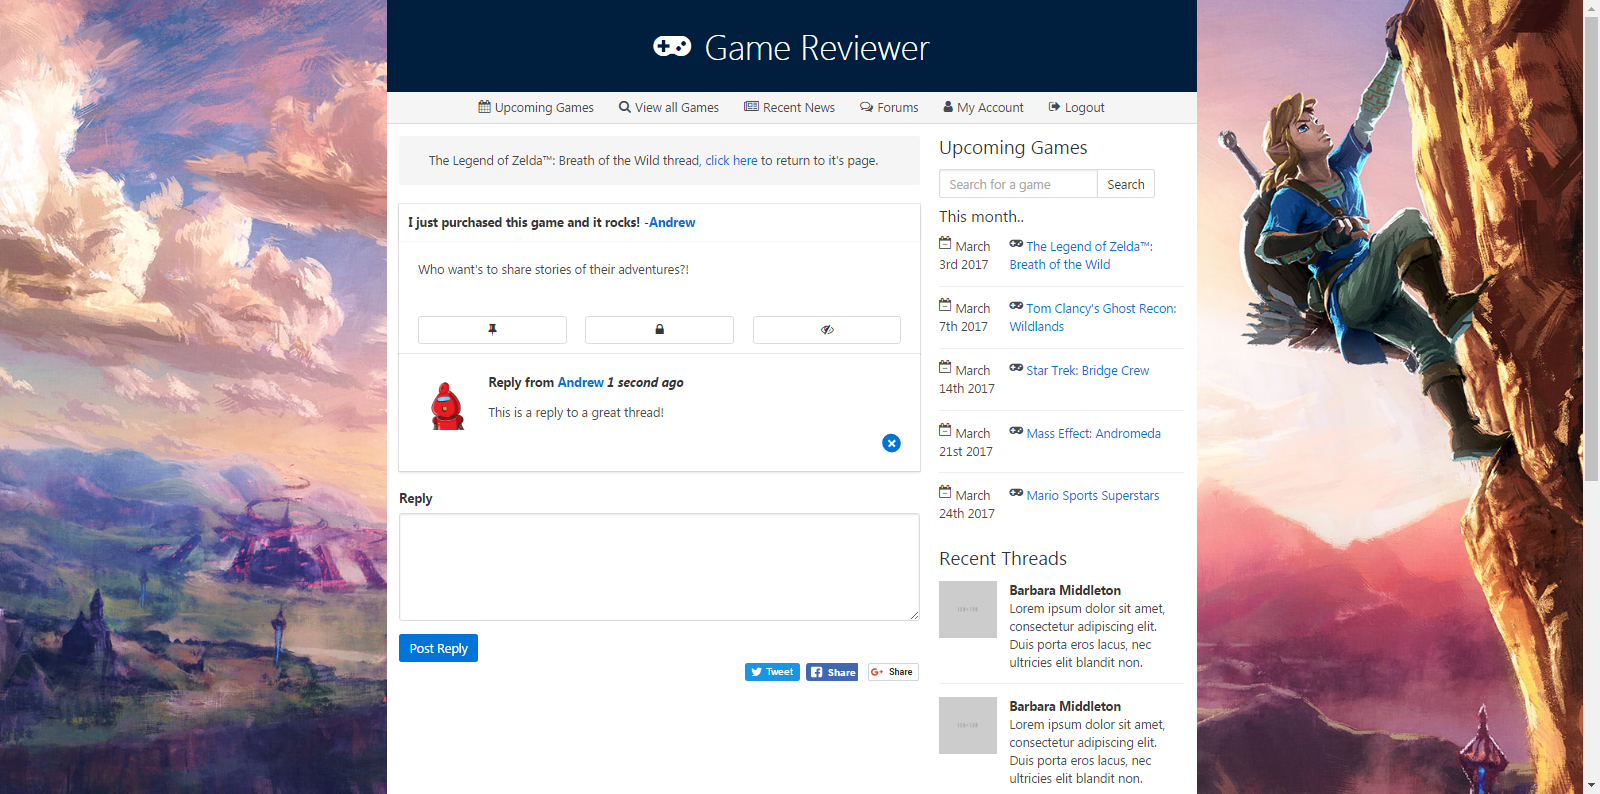 Game Reviewer
Upcoming Games View all Games Recent News Forums My Account Logout
The Legend of Zelda™: Breath of the Wild thread, click here to return to it's page.
I just purchased this game and it rocks! -Andrew
Who want's to share stories of their adventures?!
Reply from Andrew 1 second ago
This is a reply to a great thread!
Reply
Post Reply
Tweet
Share
G+ Share
Upcoming Games
Search for a game
Search
This month..
March
3rd 2017
The Legend of Zelda™:
Breath of the Wild
March
7th 2017
Tom Clancy's Ghost Recon:
Wildlands
March
14th 2017
Star Trek: Bridge Crew
March
21st 2017
Mass Effect: Andromeda
March
24th 2017
Mario Sports Superstars
Recent Threads
Barbara Middleton
Lorem ipsum dolor sit amet,
consectetur adipiscing elit.
Duis porta eros lacus, nec
ultricies elit blandit non.
Barbara Middleton
Lorem ipsum dolor sit amet,
consectetur adipiscing elit.
Duis porta eros lacus, nec
ultricies elit blandit non.